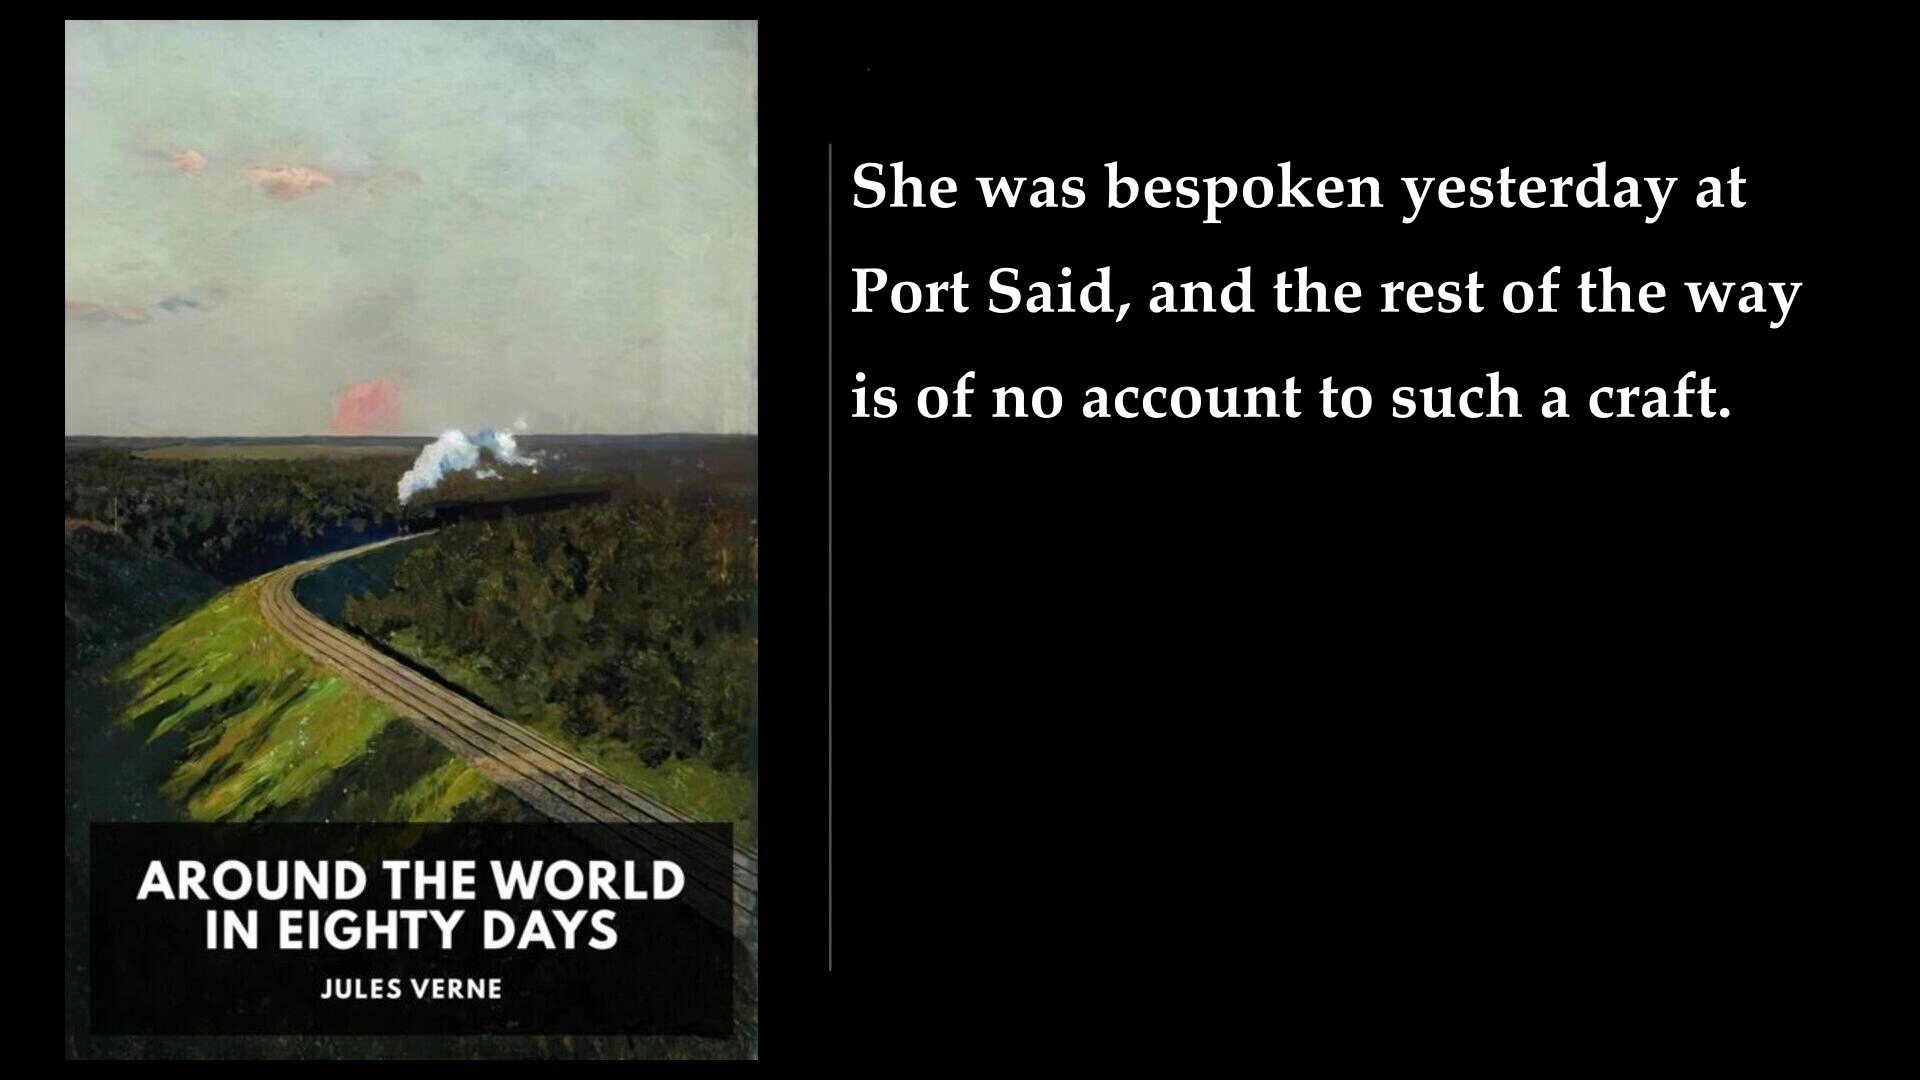 She was bespoken yesterday at
Port Said, and the rest of the way
is of no account to such a craft.
AROUND THE WORLD
IN EIGHTY DAYS
JULES VERNE